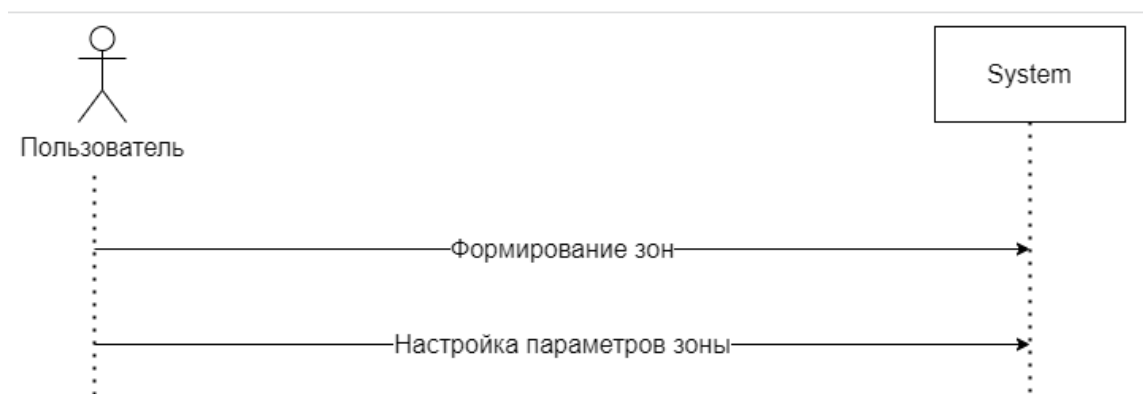 System
Пользователь
Формирование зон
Настройка параметров зоны